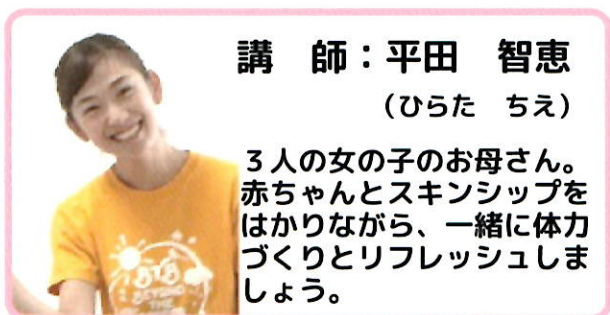 講　師：平田　智恵
（ひらた　ちえ）
３人の女の子のお母さん。
赤ちゃんとスキンシップを
はかりながら、一緒に体力
づくりとリフレッシュしま
しょう。
BTB
BEYOND
THE